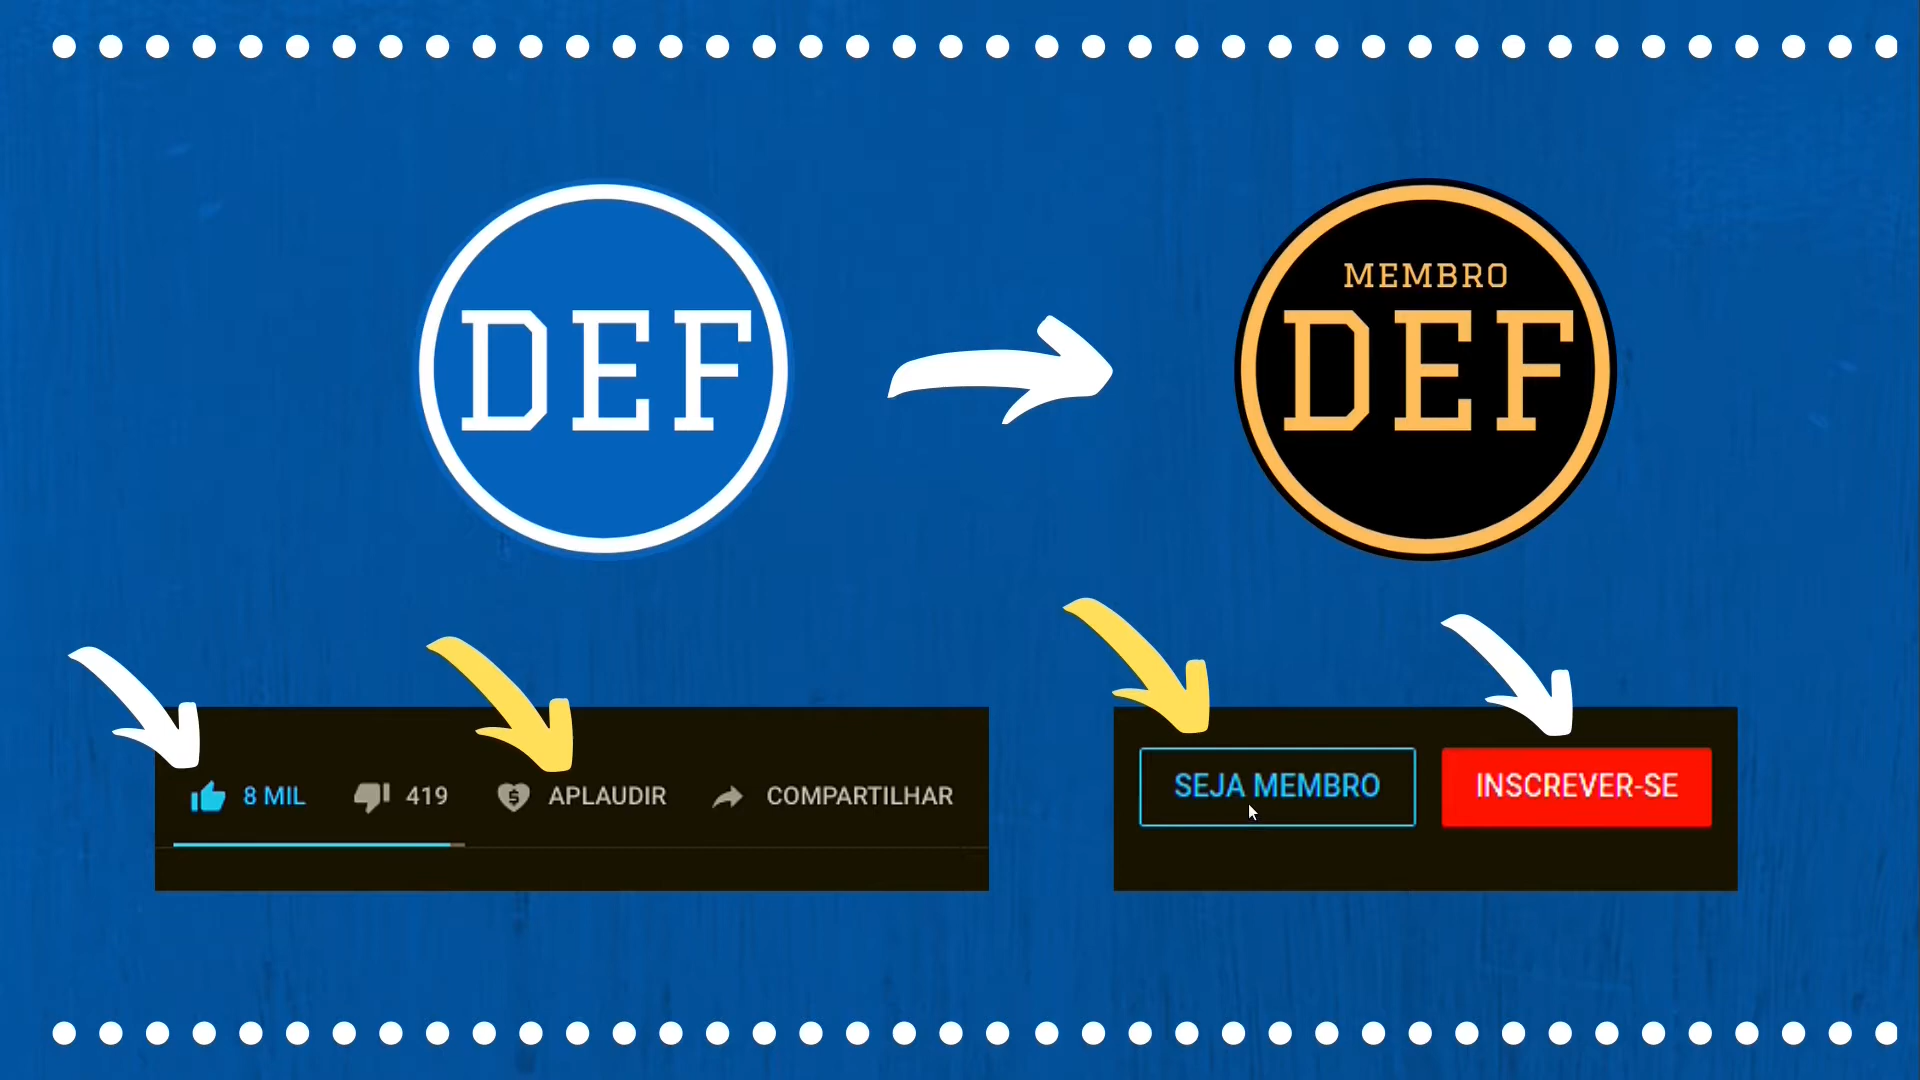 DEF
MEMBRO
DEF
8 MIL
419
APLAUDIR
COMPARTILHAR
SEJA MEMBRO
INSCREVER-SE